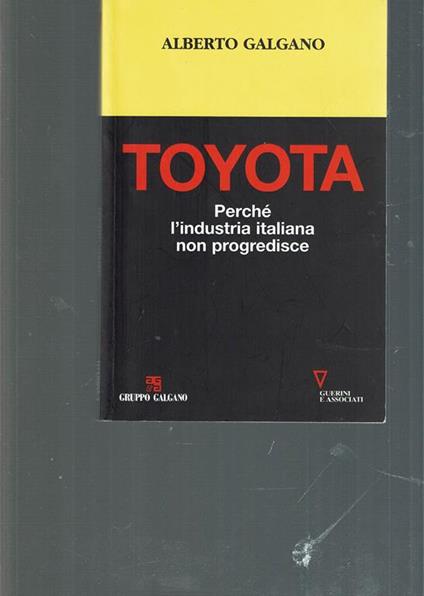 ALBERTO GALGANO
TOYOTA
Perché
l'industria italiana
non progredisce
GRUPPO GALGANO
GUERINI
E ASSOCIATI